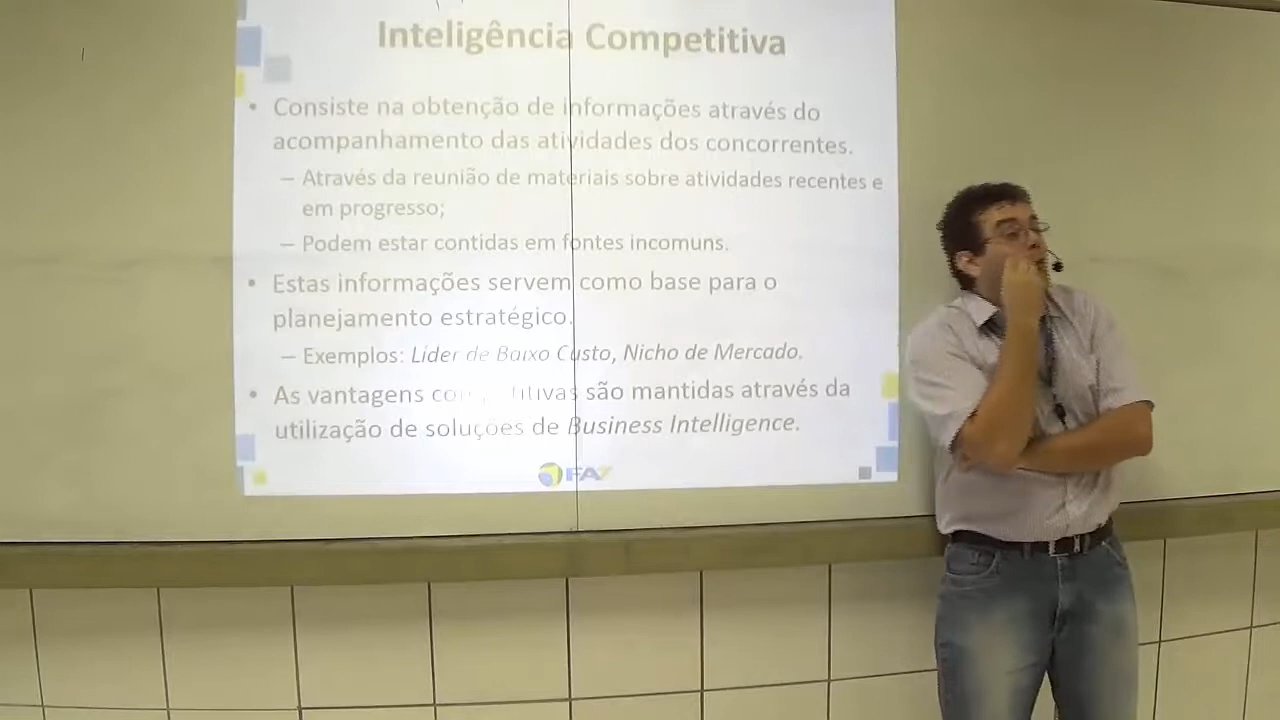 Inteligência Competitiva
• Consiste na obtenção de informações através do
acompanhamento das atividades dos concorrentes.
– Através da reunião de materiais sobre atividades recentes e
em progresso;
– Podem estar contidas em fontes incomuns.
• Estas informações servem como base para o
planejamento estratégico.
– Exemplos: Líder de Baixo Custo, Nicho de Mercado.
• As vantagens são mantidas através da
utilização de soluções de Business Intelligence.
FA7